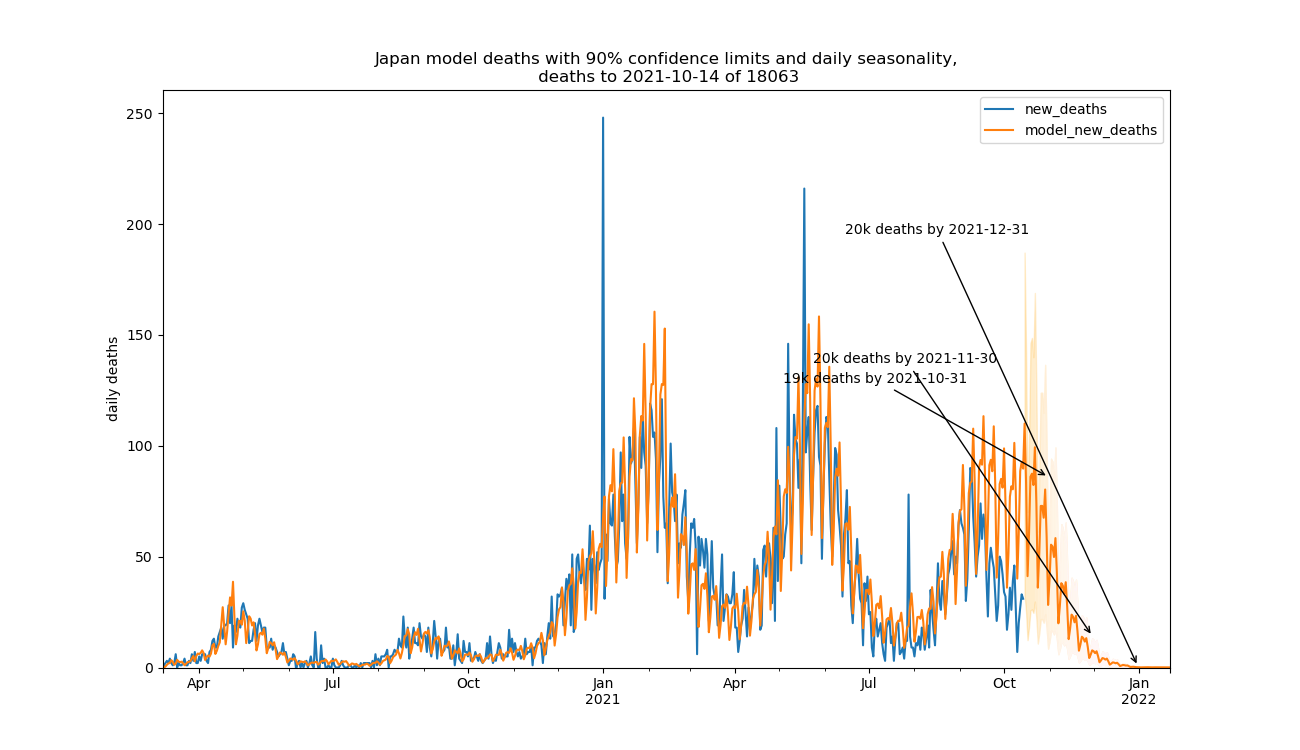 Japan model deaths with 90% confidence limits and daily seasonality,
deaths to 2021-10-14 of 18063
new_deaths
model_new_deaths
250
200
150
100
50
0
daily deaths
20k deaths by 2021-12-31
20k deaths by 2021-11-30
19k deaths by 2021-10-31
Apr
Jul
Oct
Jan
2021
Apr
Jul
Oct
Jan
2022